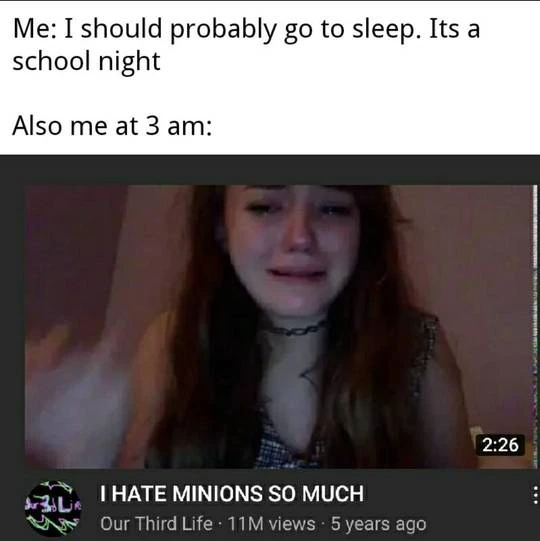 Me: I should probably go to sleep. Its a
school night
Also me at 3 am:
2:26
I HATE MINIONS SO MUCH
Our Third Life · 11M views · 5 years ago